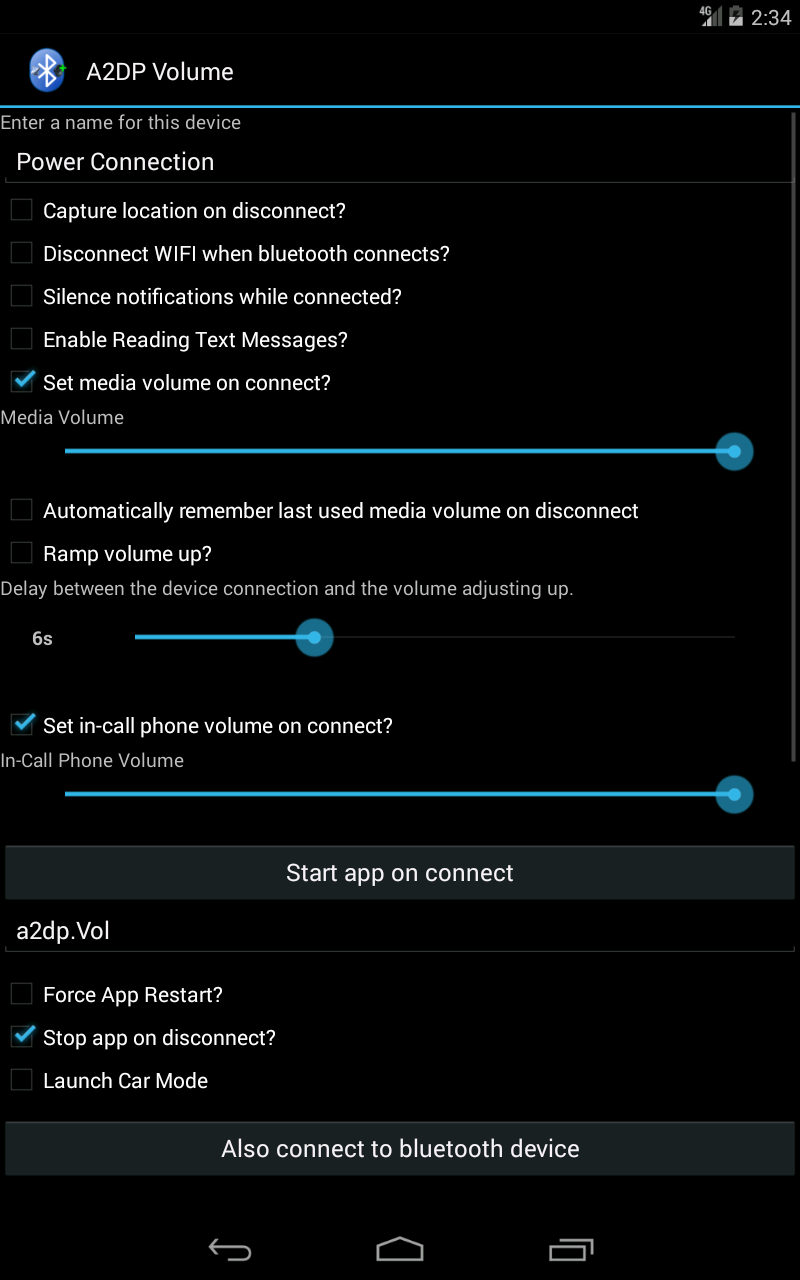 4G 2:34
A2DP Volume
Enter a name for this device
Power Connection
Capture location on disconnect?
Disconnect WIFI when bluetooth connects?
Silence notifications while connected?
Enable Reading Text Messages?
Set media volume on connect?
Media Volume
Automatically remember last used media volume on disconnect
Ramp volume up?
Delay between the device connection and the volume adjusting up.
6s
Set in-call phone volume on connect?
In-Call Phone Volume
Start app on connect
a2dp.Vol
Force App Restart?
Stop app on disconnect?
Launch Car Mode
Also connect to bluetooth device